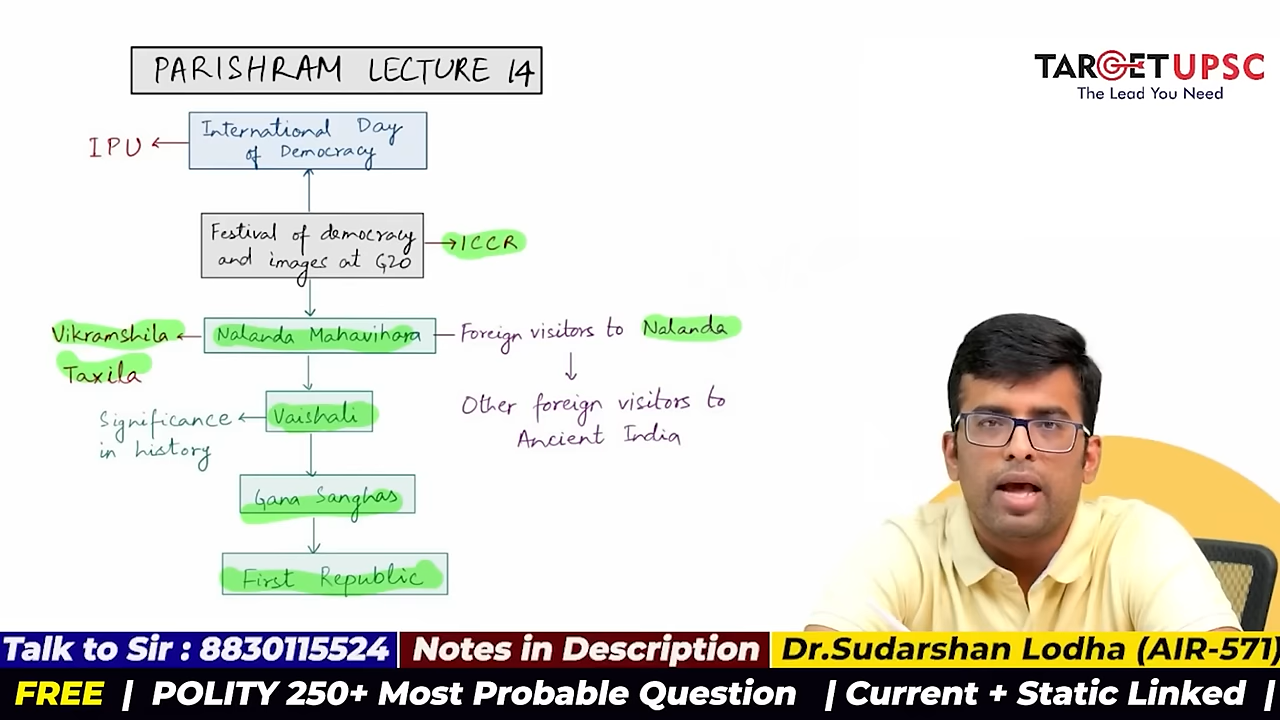 PARISHRAM LECTURE 14
TARGETUPSC
The Lead You Need
International Day
of Democracy
IPU
Festival of democracy
and images at G20
ICCR
Vikramshila
Taxila
Nalanda Mahavihara
Foreign visitors to Nalanda
Other foreign visitors to
Ancient India
Significance
in history
Vaishali
Gana Sanghas
First Republic
Talk to Sir : 8830115524
Notes in Description
Dr.Sudarshan Lodha (AIR-571)
FREE | POLITY 250+ Most Probable Question | Current + Static Linked |